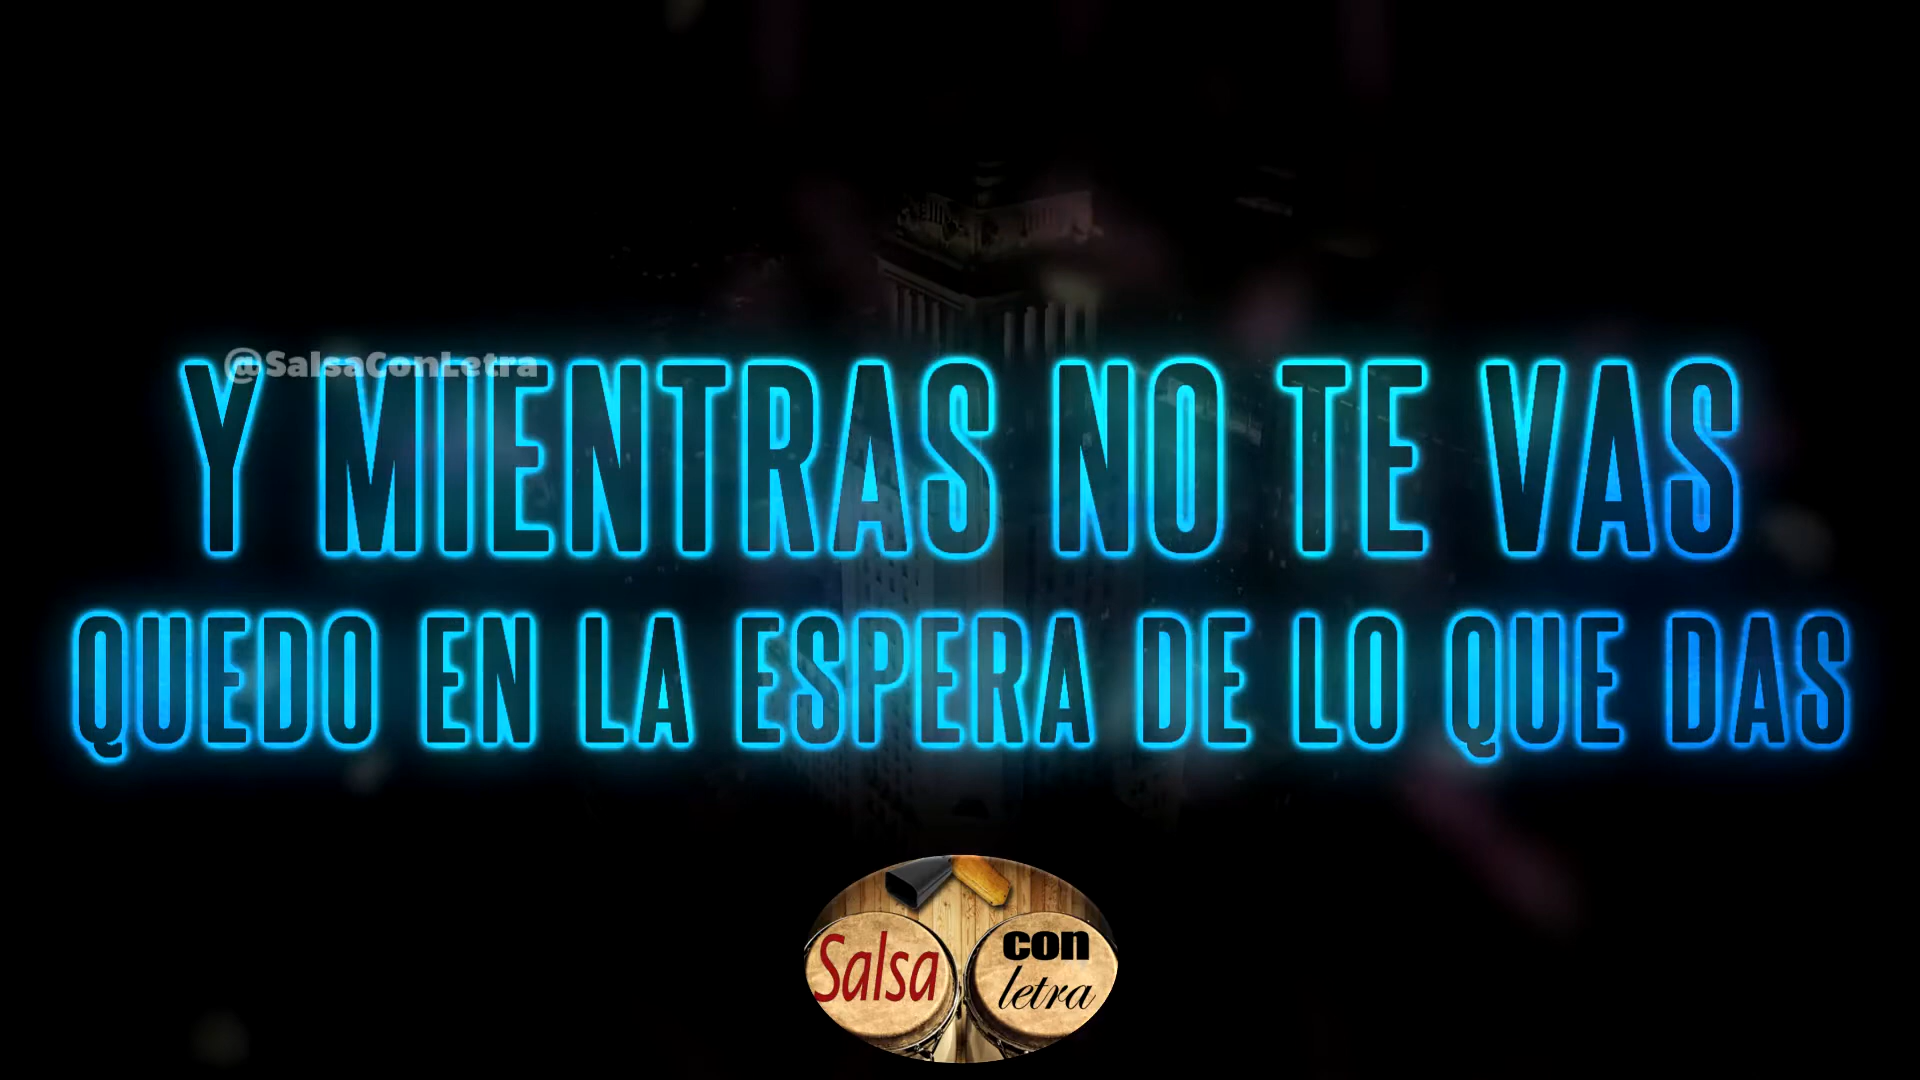 @SalsaConLetra
Y MIENTRAS NO TE VAS
QUEDO EN LA ESPERA DE LO QUE DAS
Salsa con
letra